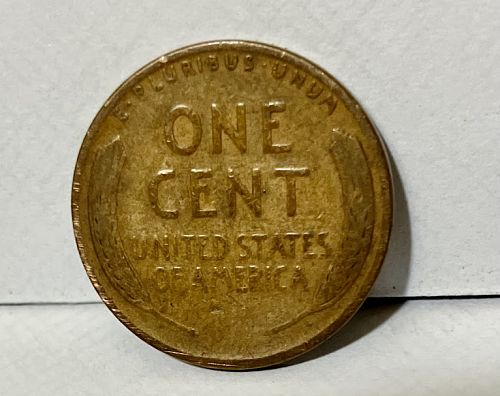 E · PLURIBUS · UNUM
ONE
CENT
UNITED STATES
OF AMERICA